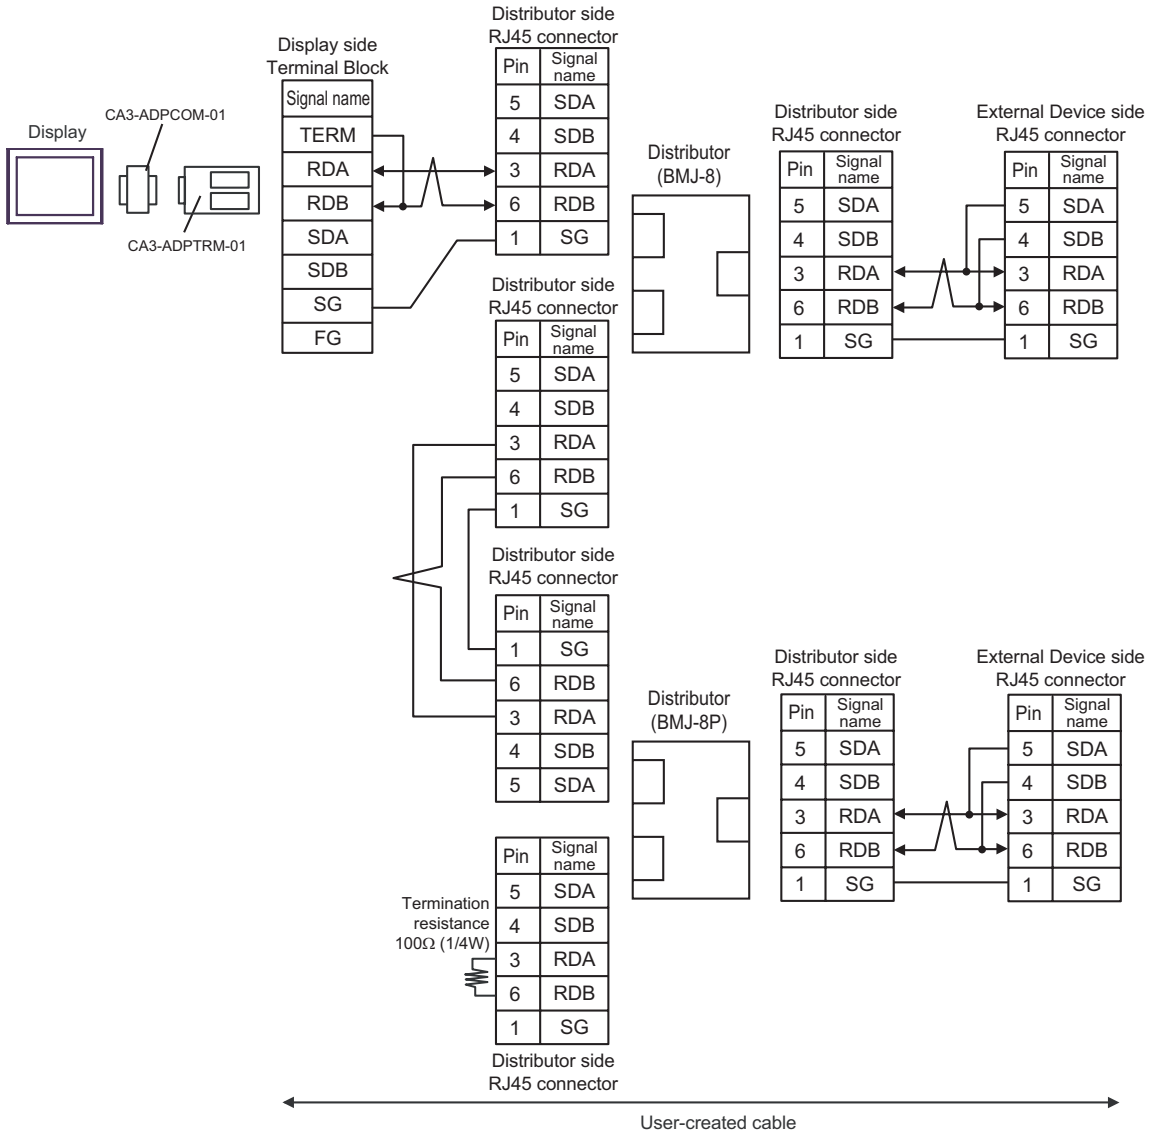 Display
CA3-ADPCOM-01
CA3-ADPTRM-01
Display side
Terminal Block
Signal name
TERM
RDA
RDB
SDA
SDB
SG
FG
Distributor side
RJ45 connector
Pin Signal name
5 SDA
4 SDB
3 RDA
6 RDB
1 SG
Distributor
(BMJ-8)
Distributor side
RJ45 connector
Pin Signal name
5 SDA
4 SDB
3 RDA
6 RDB
1 SG
External Device side
RJ45 connector
Pin Signal name
5 SDA
4 SDB
3 RDA
6 RDB
1 SG
Distributor side
RJ45 connector
Pin Signal name
5 SDA
4 SDB
3 RDA
6 RDB
1 SG
Distributor side
RJ45 connector
Pin Signal name
1 SG
6 RDB
3 RDA
4 SDB
5 SDA
Distributor
(BMJ-8P)
Distributor side
RJ45 connector
Pin Signal name
5 SDA
4 SDB
3 RDA
6 RDB
1 SG
External Device side
RJ45 connector
Pin Signal name
5 SDA
4 SDB
3 RDA
6 RDB
1 SG
Termination
resistance
100Ω (1/4W)
Pin Signal name
5 SDA
4 SDB
3 RDA
6 RDB
1 SG
Distributor side
RJ45 connector
User-created cable